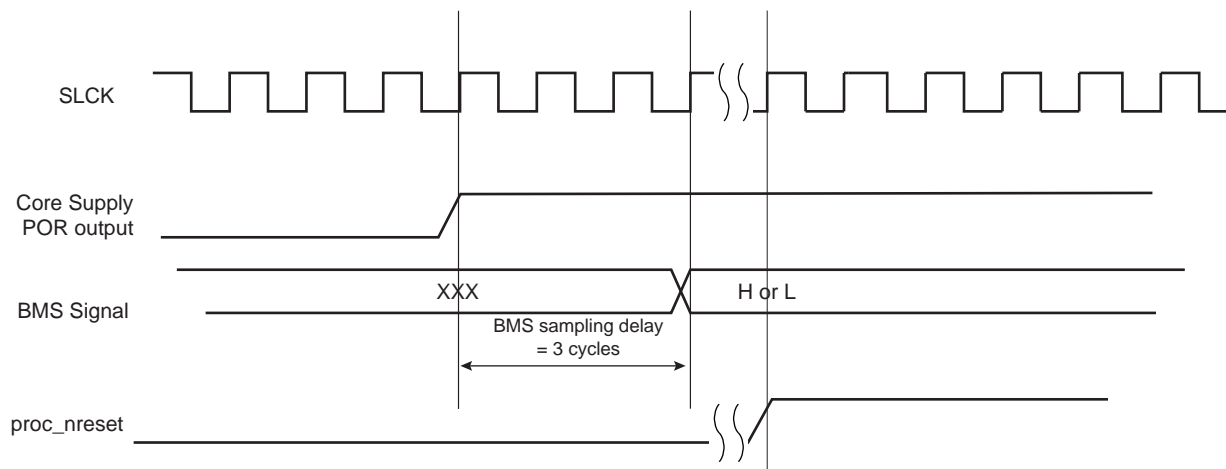 SLCK
Core Supply
POR output
XXX
H or L
BMS Signal
BMS sampling delay
= 3 cycles
proc_nreset